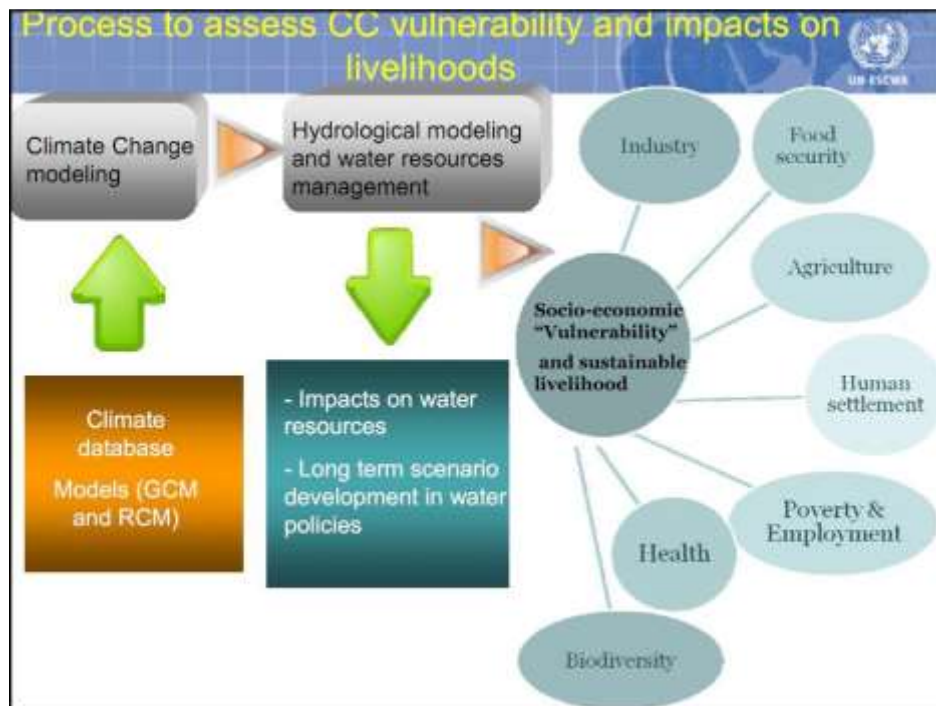 Process to assess CC vulnerability and impacts on
livelihoods
UN-ESCWA
Climate Change
modeling
Hydrological modeling
and water resources
management
Industry
Food
security
Agriculture
Socio-economic
“Vulnerability”
and sustainable
livelihood
Human
settlement
Climate
database
Models (GCM
and RCM)
- Impacts on water
resources
- Long term scenario
development in water
policies
Poverty &
Employment
Health
Biodiversity